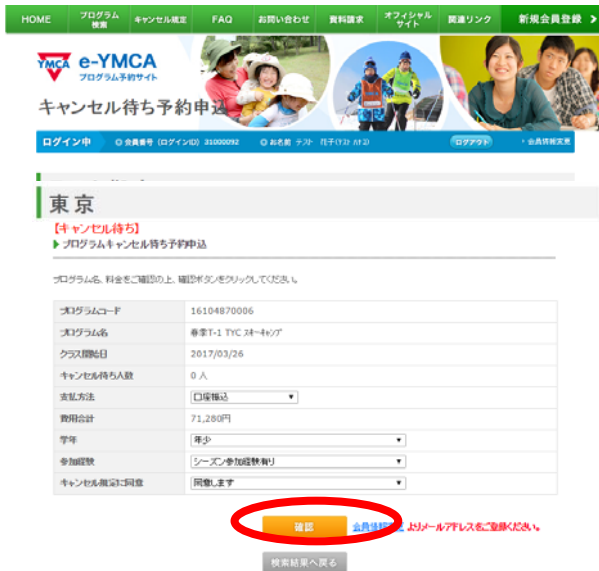 HOME プログラム検索 キャンセル規定 FAQ お問い合わせ 資料請求 オフィシャルサイト 関連リンク 新規会員登録 >
YMCA e-YMCA
プログラム予約サイト
キャンセル待ち予約申込
ログイン中 会員番号(ログインID) 31000092 お名前 テスト 花子(テスト ハナコ) ログアウト 会員情報変更
東京
【キャンセル待ち】
プログラムキャンセル待ち予約申込
プログラム名、料金をご確認の上、確認ボタンをクリックしてください。
プログラムコード 16104870006
プログラム名 春季T-1 TYC スキーキャンプ
クラス開始日 2017/03/26
キャンセル待ち人数 0 人
支払方法 口座振込
費用合計 71,280円
学年 年少
参加経験 シーズン参加経験有り
キャンセル規定に同意 同意します
確認 会員情報変更 よりメールアドレスをご登録ください。
検索結果へ戻る